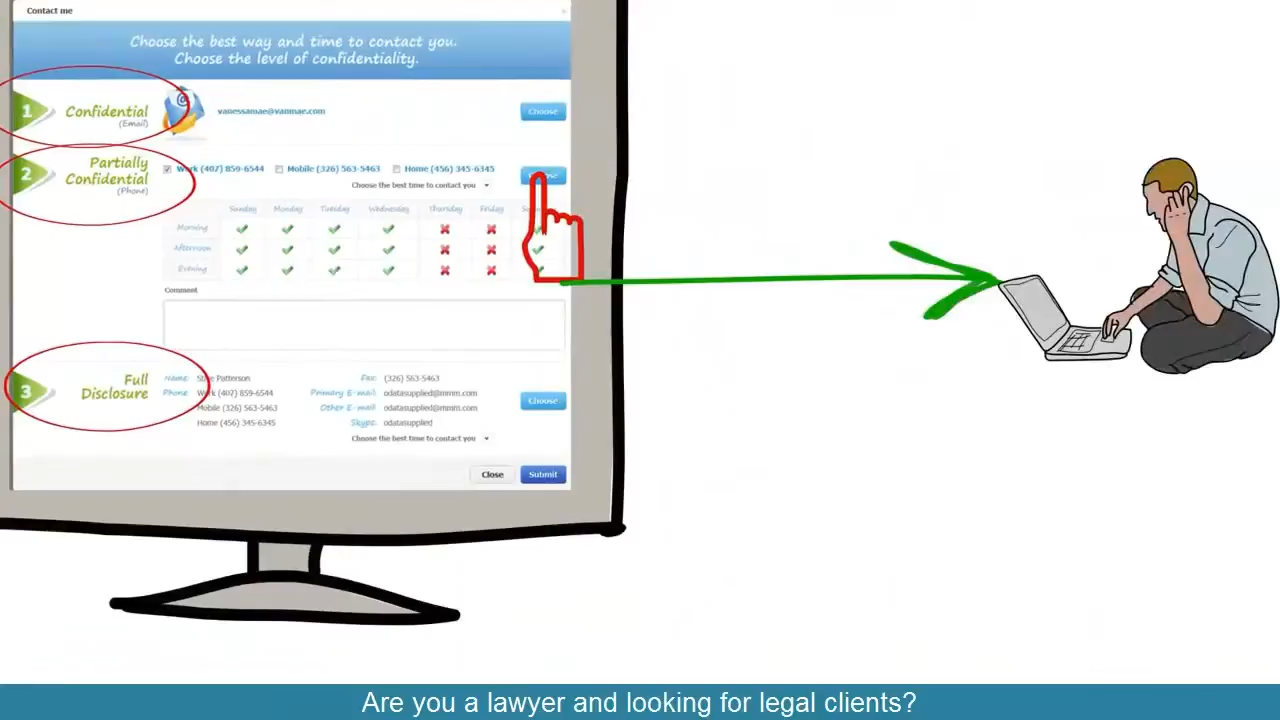 Contact me
Choose the best way and time to contact you.
Choose the level of confidentiality.
1 Confidential
(Email)
vanessamae@vanmae.com
Choose
2 Partially
Confidential
(Phone)
Work (407) 859-6544 Mobile (326) 563-5463 Home (456) 345-6345
Choose the best time to contact you
Sunday Monday Tuesday Wednesday Thursday Friday
Morning
Afternoon
Evening
Comment
3 Full
Disclosure
Name: Patterson
Phone: Work (407) 859-6544
Mobile (326) 563-5463
Home (456) 345-6345
Fax: (326) 563-5463
Primary E-mail: odatasupplied@mmm.com
Other E-mail: odatasupplied@mmm.com
Skype: odatasupplied
Choose the best time to contact you
Choose
Close Submit
Are you a lawyer and looking for legal clients?